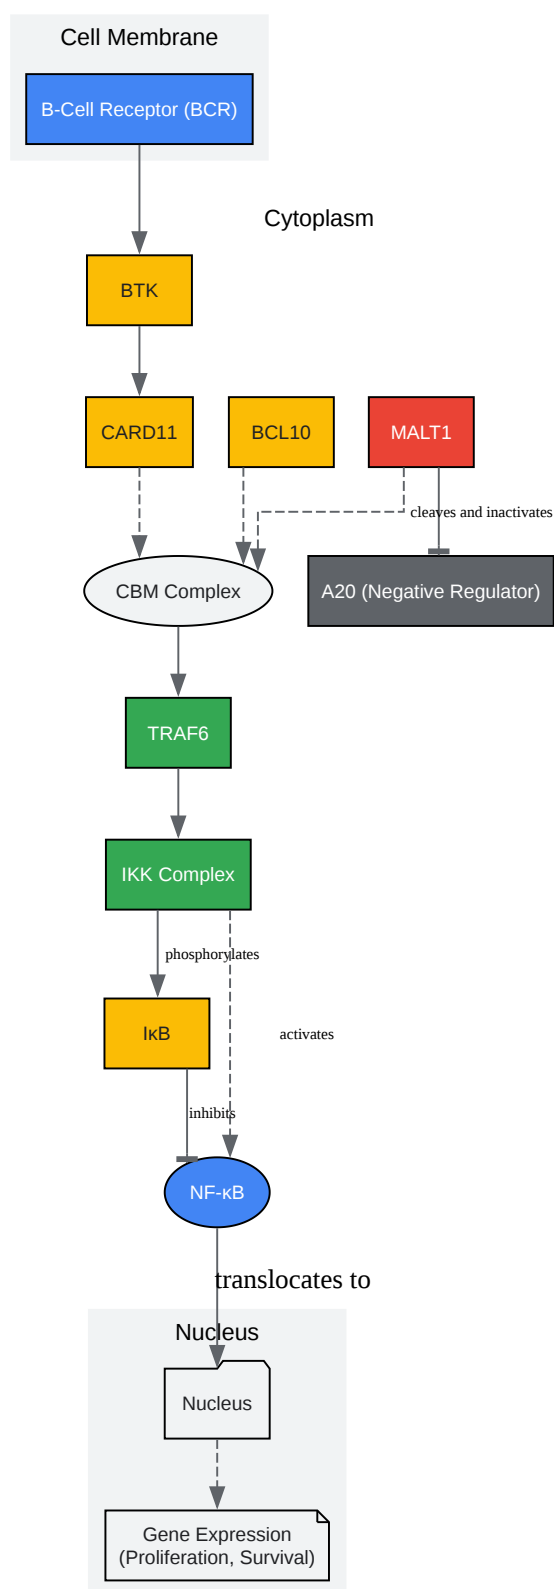 Cell Membrane
B-Cell Receptor (BCR)
Cytoplasm
BTK
CARD11
BCL10
MALT1
cleaves and inactivates
CBM Complex
A20 (Negative Regulator)
TRAF6
IKK Complex
phosphorylates
IκB
activates
inhibits
NF-κB
translocates to
Nucleus
Nucleus
Gene Expression
(Proliferation, Survival)